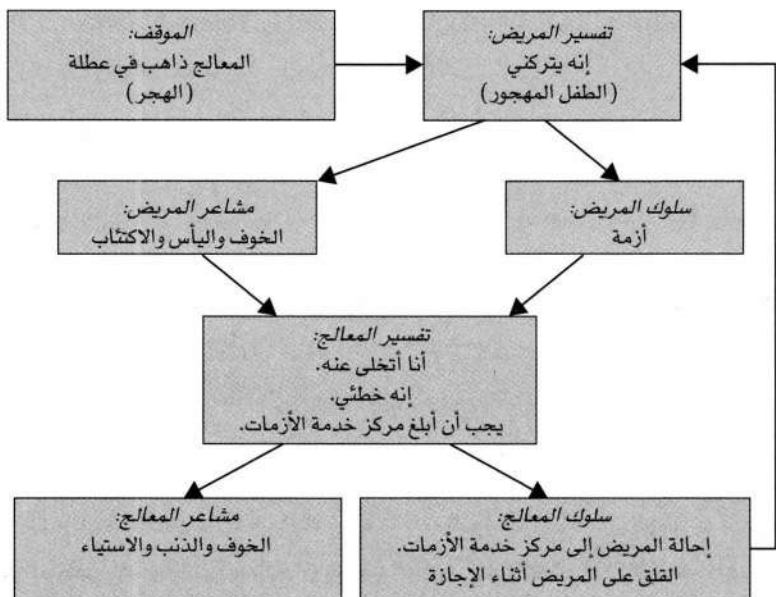 الموقف:
المعالج ذاهب في عطلة
(الهجر)
تفسير المريض:
إنه يتركني
(الطفل المهجور)
مشاعر المريض:
الخوف واليأس والاكتئاب
سلوك المريض:
أزمة
تفسير المعالج:
أنا أتخلى عنه.
إنه خطئي.
يجب أن أبلغ مركز خدمة الأزمات.
مشاعر المعالج:
الخوف والذنب والاستياء
سلوك المعالج:
إحالة المريض إلى مركز خدمة الأزمات.
القلق على المريض أثناء الإجازة